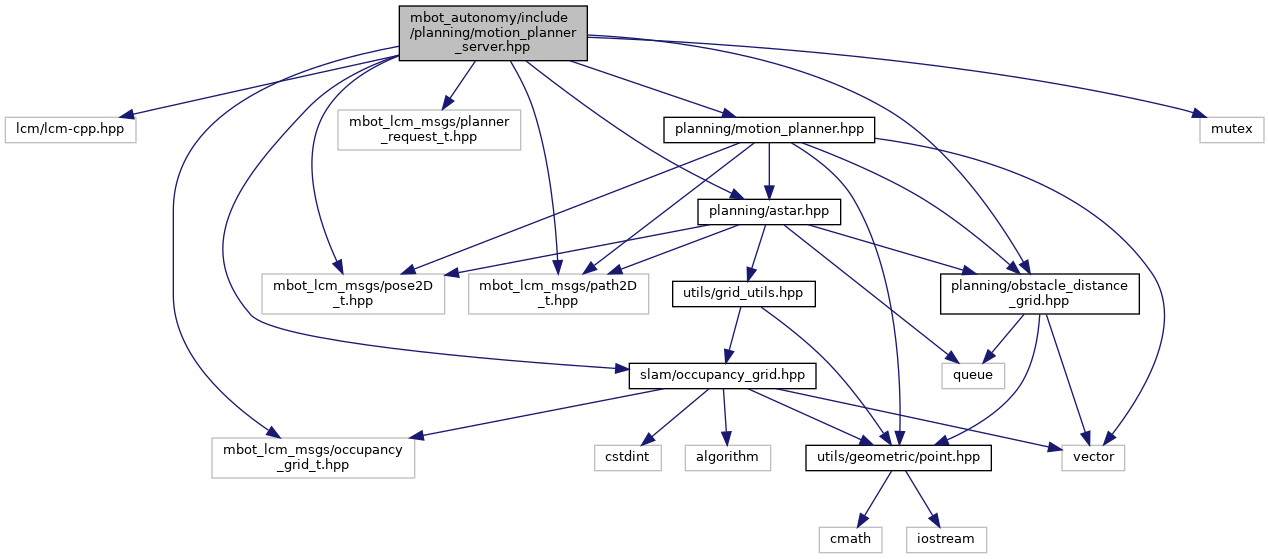 mbot_autonomy/include
/planning/motion_planner
_server.hpp
lcm/lcm-cpp.hpp
mbot_lcm_msgs/planner
_request_t.hpp
planning/motion_planner.hpp
mutex
planning/astar.hpp
mbot_lcm_msgs/pose2D
_t.hpp
mbot_lcm_msgs/path2D
_t.hpp
utils/grid_utils.hpp
planning/obstacle_distance
_grid.hpp
slam/occupancy_grid.hpp
queue
mbot_lcm_msgs/occupancy
_grid_t.hpp
cstdint
algorithm
utils/geometric/point.hpp
vector
cmath
iostream